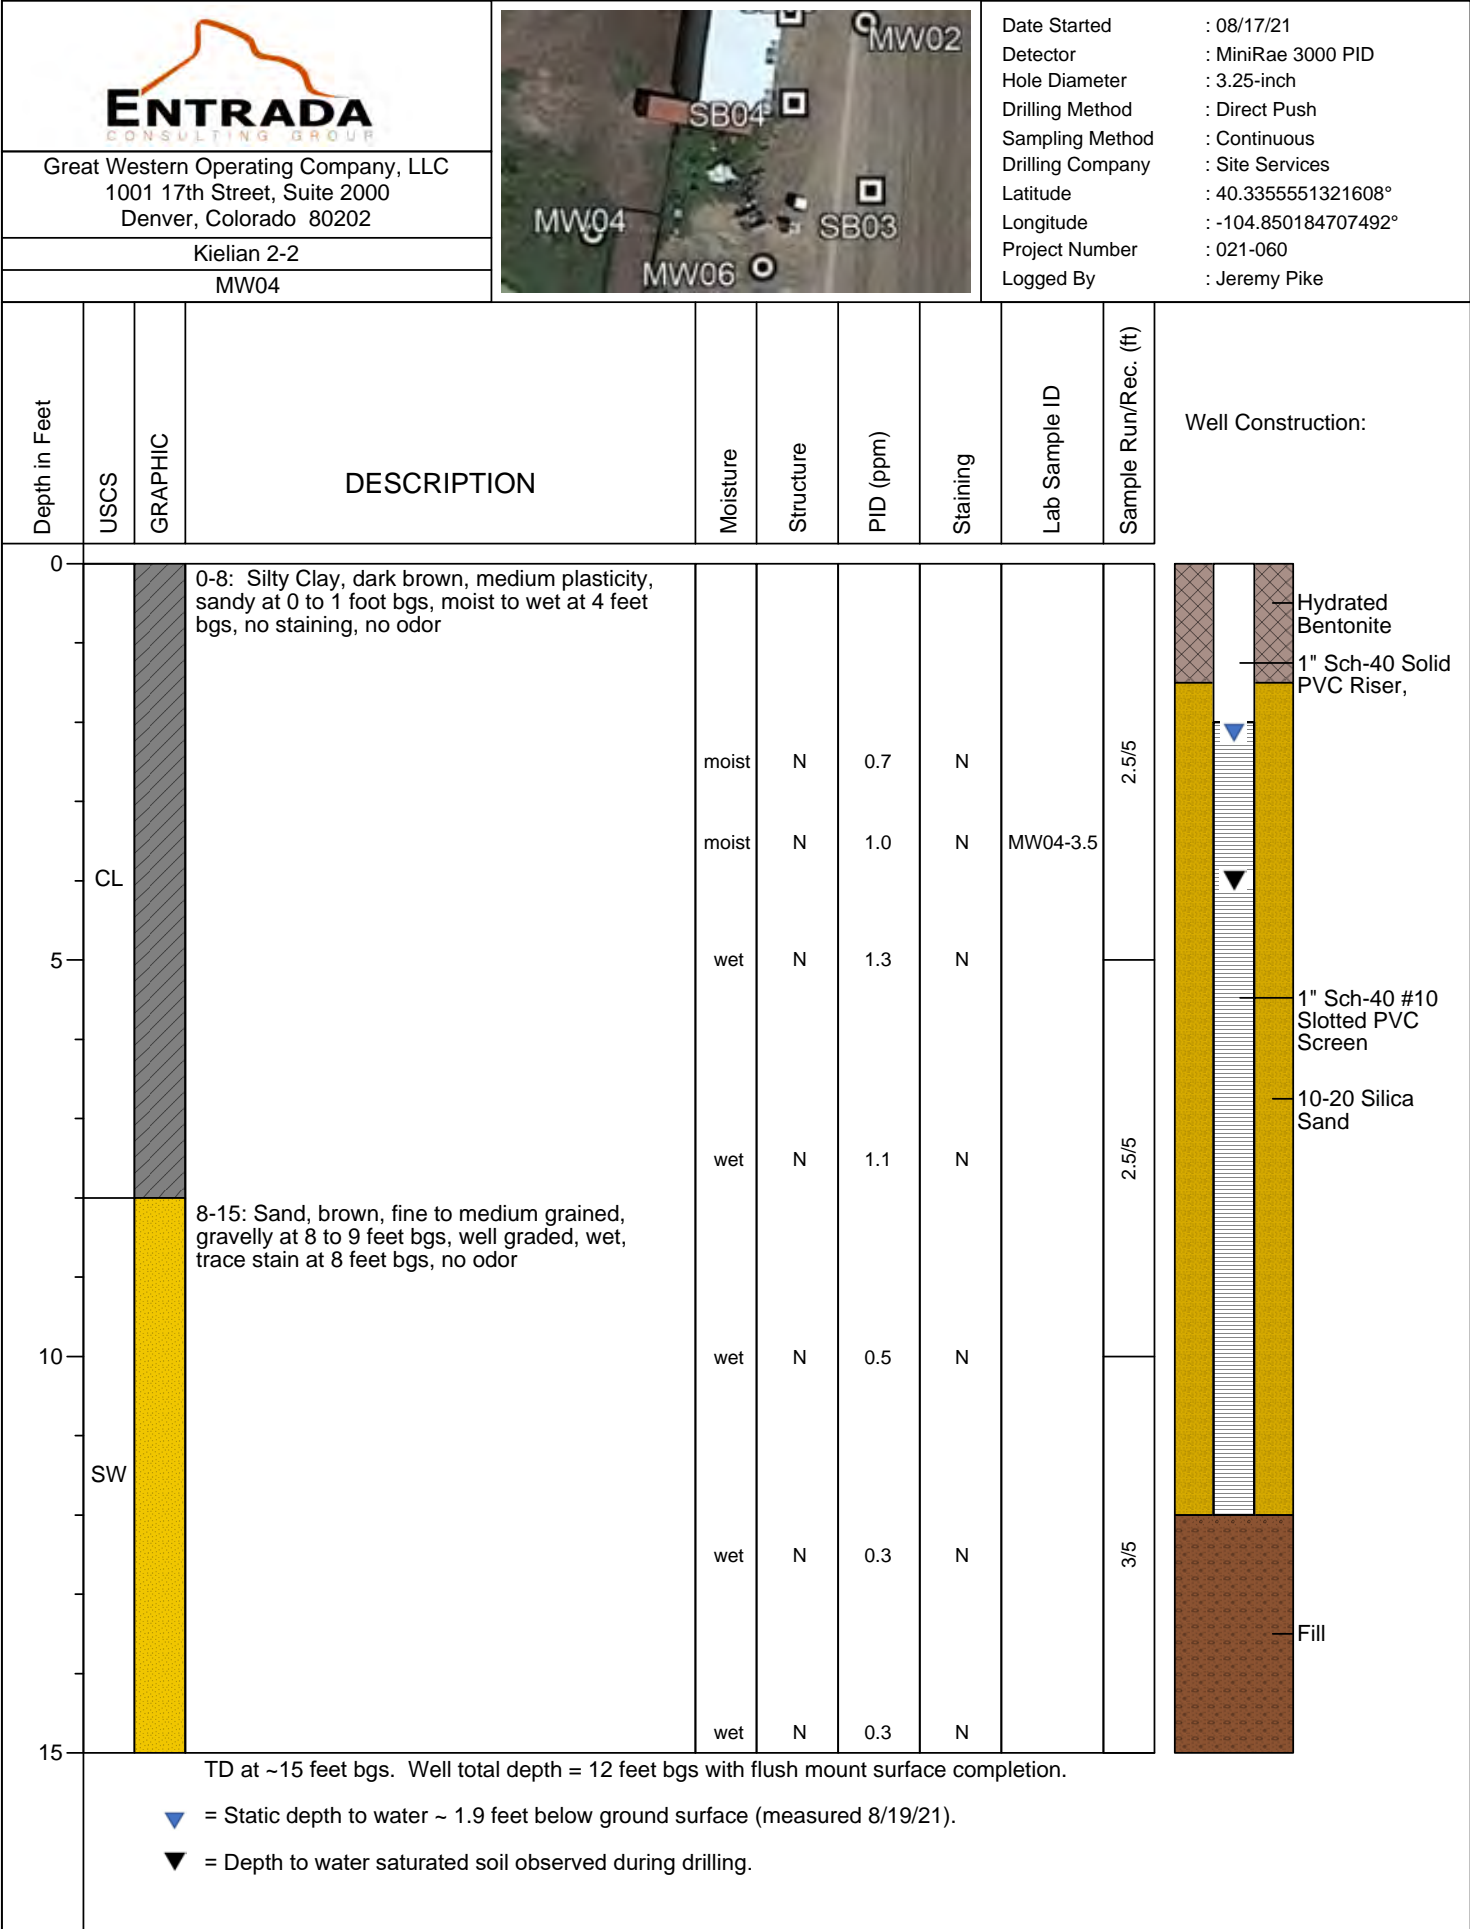 ENTRADA
CONSULTING GROUP
Great Western Operating Company, LLC
1001 17th Street, Suite 2000
Denver, Colorado  80202
Kielian 2-2
MW04
MW02
SB04
MW04
SB03
MW06
Date Started : 08/17/21
Detector : MiniRae 3000 PID
Hole Diameter : 3.25-inch
Drilling Method : Direct Push
Sampling Method : Continuous
Drilling Company : Site Services
Latitude : 40.3355551321608°
Longitude : -104.850184707492°
Project Number : 021-060
Logged By : Jeremy Pike
Depth in Feet
USCS
GRAPHIC
DESCRIPTION
Moisture
Structure
PID (ppm)
Staining
Lab Sample ID
Sample Run/Rec. (ft)
Well Construction:
0
0-8:  Silty Clay, dark brown, medium plasticity,
sandy at 0 to 1 foot bgs, moist to wet at 4 feet
bgs, no staining, no odor
Hydrated
Bentonite
1" Sch-40 Solid
PVC Riser,
moist N 0.7 N
2.5/5
moist N 1.0 N MW04-3.5
CL
5
wet N 1.3 N
1" Sch-40 #10
Slotted PVC
Screen
10-20 Silica
Sand
wet N 1.1 N
2.5/5
8-15: Sand, brown, fine to medium grained,
gravelly at 8 to 9 feet bgs, well graded, wet,
trace stain at 8 feet bgs, no odor
10
wet N 0.5 N
SW
wet N 0.3 N
3/5
Fill
wet N 0.3 N
15
TD at ~15 feet bgs.  Well total depth = 12 feet bgs with flush mount surface completion.
= Static depth to water ~ 1.9 feet below ground surface (measured 8/19/21).
= Depth to water saturated soil observed during drilling.